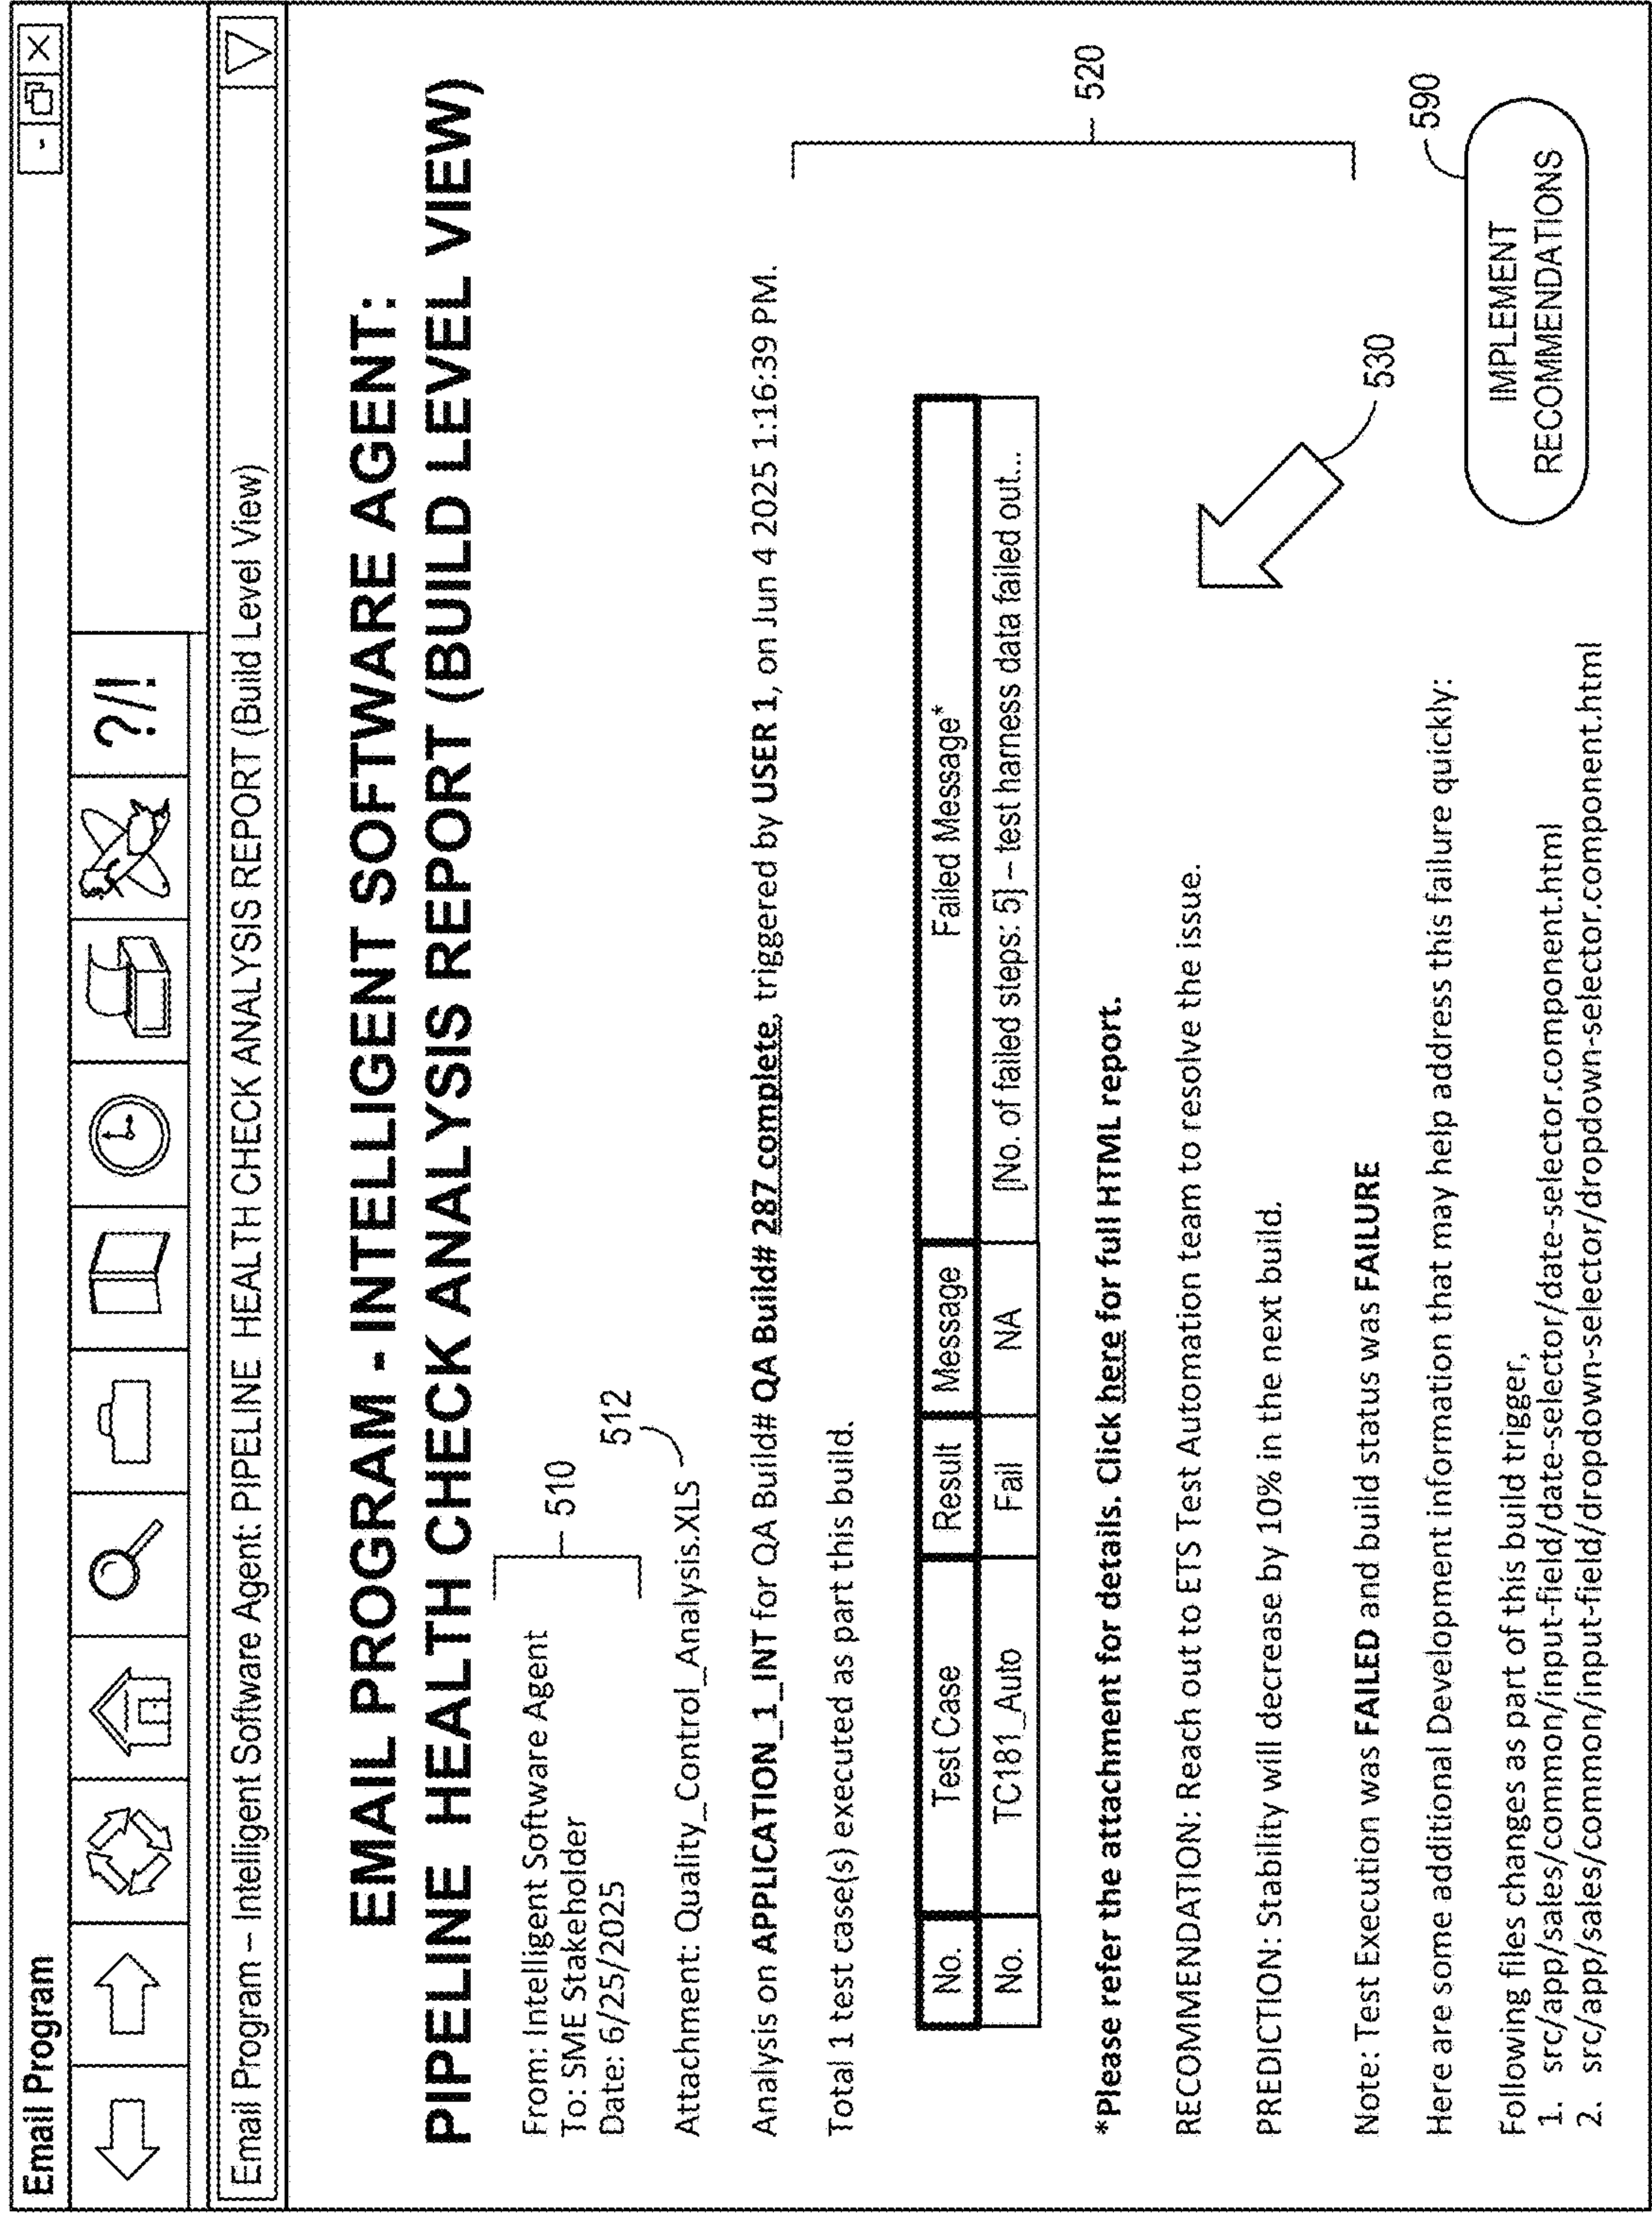 Email Program
?/!
Email Program – Intelligent Software Agent: PIPELINE HEALTH CHECK ANALYSIS REPORT (Build Level View)
EMAIL PROGRAM - INTELLIGENT SOFTWARE AGENT:
PIPELINE HEALTH CHECK ANALYSIS REPORT (BUILD LEVEL VIEW)
From: Intelligent Software Agent
To: SME Stakeholder
Date: 6/25/2025
510
512
Attachment: Quality_Control_Analysis.XLS
Analysis on APPLICATION_1_INT for QA Build# QA Build# 287 complete, triggered by USER 1, on Jun 4 2025 1:16:39 PM.
Total 1 test case(s) executed as part this build.
No. Test Case Result Message Failed Message*
No. TC181_Auto Fail NA [No. of failed steps: 5] – test harness data failed out...
520
*Please refer the attachment for details. Click here for full HTML report.
RECOMMENDATION: Reach out to ETS Test Automation team to resolve the issue.
PREDICTION: Stability will decrease by 10% in the next build.
530
Note: Test Execution was FAILED and build status was FAILURE
Here are some additional Development information that may help address this failure quickly:
590
IMPLEMENT
RECOMMENDATIONS
Following files changes as part of this build trigger,
1. src/app/sales/common/input-field/date-selector/date-selector.component.html
2. src/app/sales/common/input-field/dropdown-selector/dropdown-selector.component.html